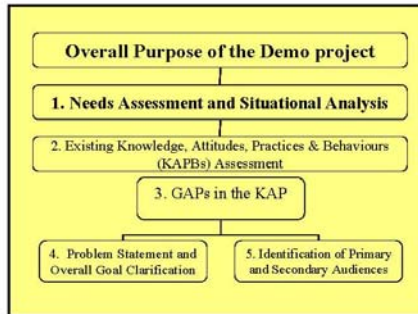 Overall Purpose of the Demo project
1. Needs Assessment and Situational Analysis
2. Existing Knowledge, Attitudes, Practices & Behaviours
(KAPBs) Assessment
3. GAPs in the KAP
4. Problem Statement and
Overall Goal Clarification
5. Identification of Primary
and Secondary Audiences